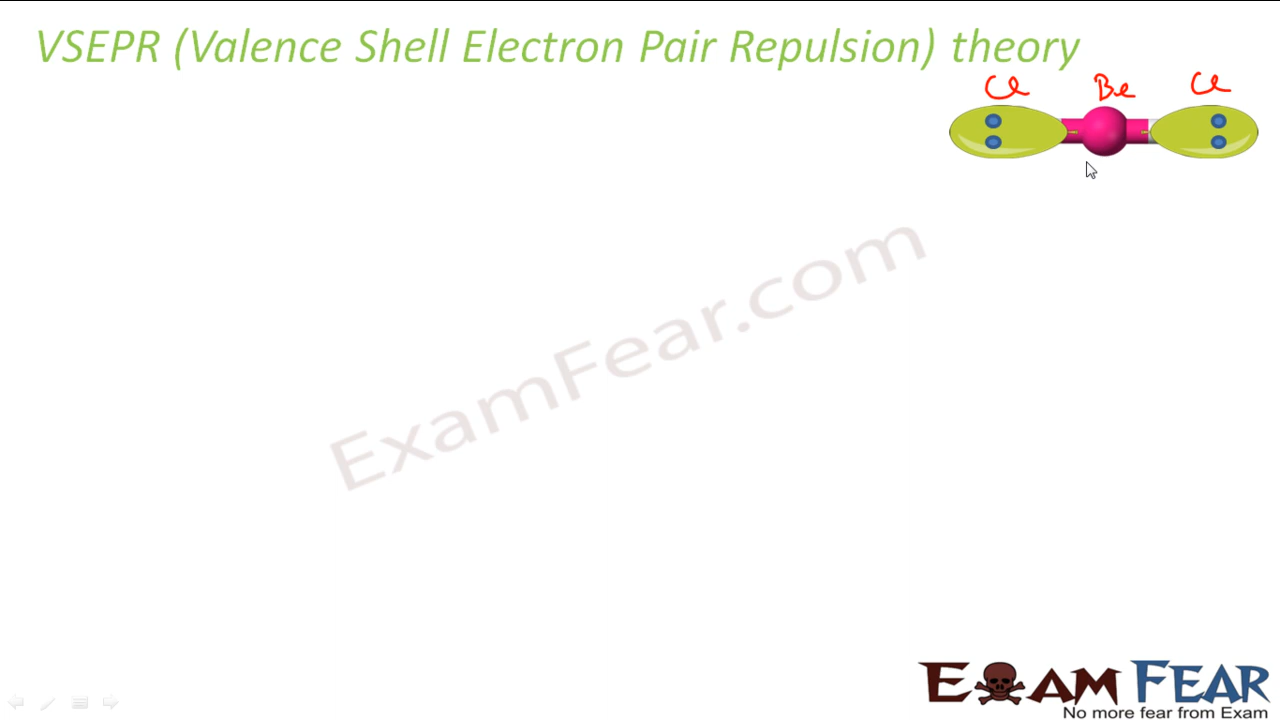 VSEPR (Valence Shell Electron Pair Repulsion) theory
Cl Be Cl
ExamFear.com
EXAM FEAR
No more fear from Exam